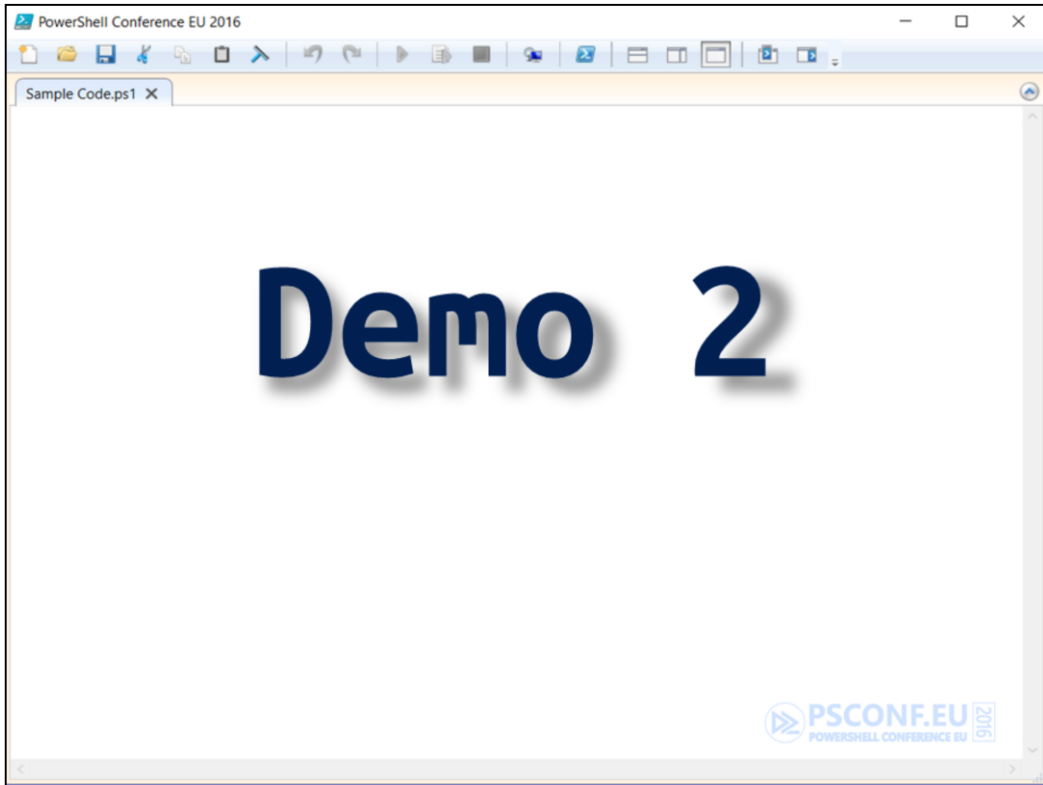 PowerShell Conference EU 2016
Sample Code.ps1
Demo 2
PSCONF.EU 2016
POWERSHELL CONFERENCE EU